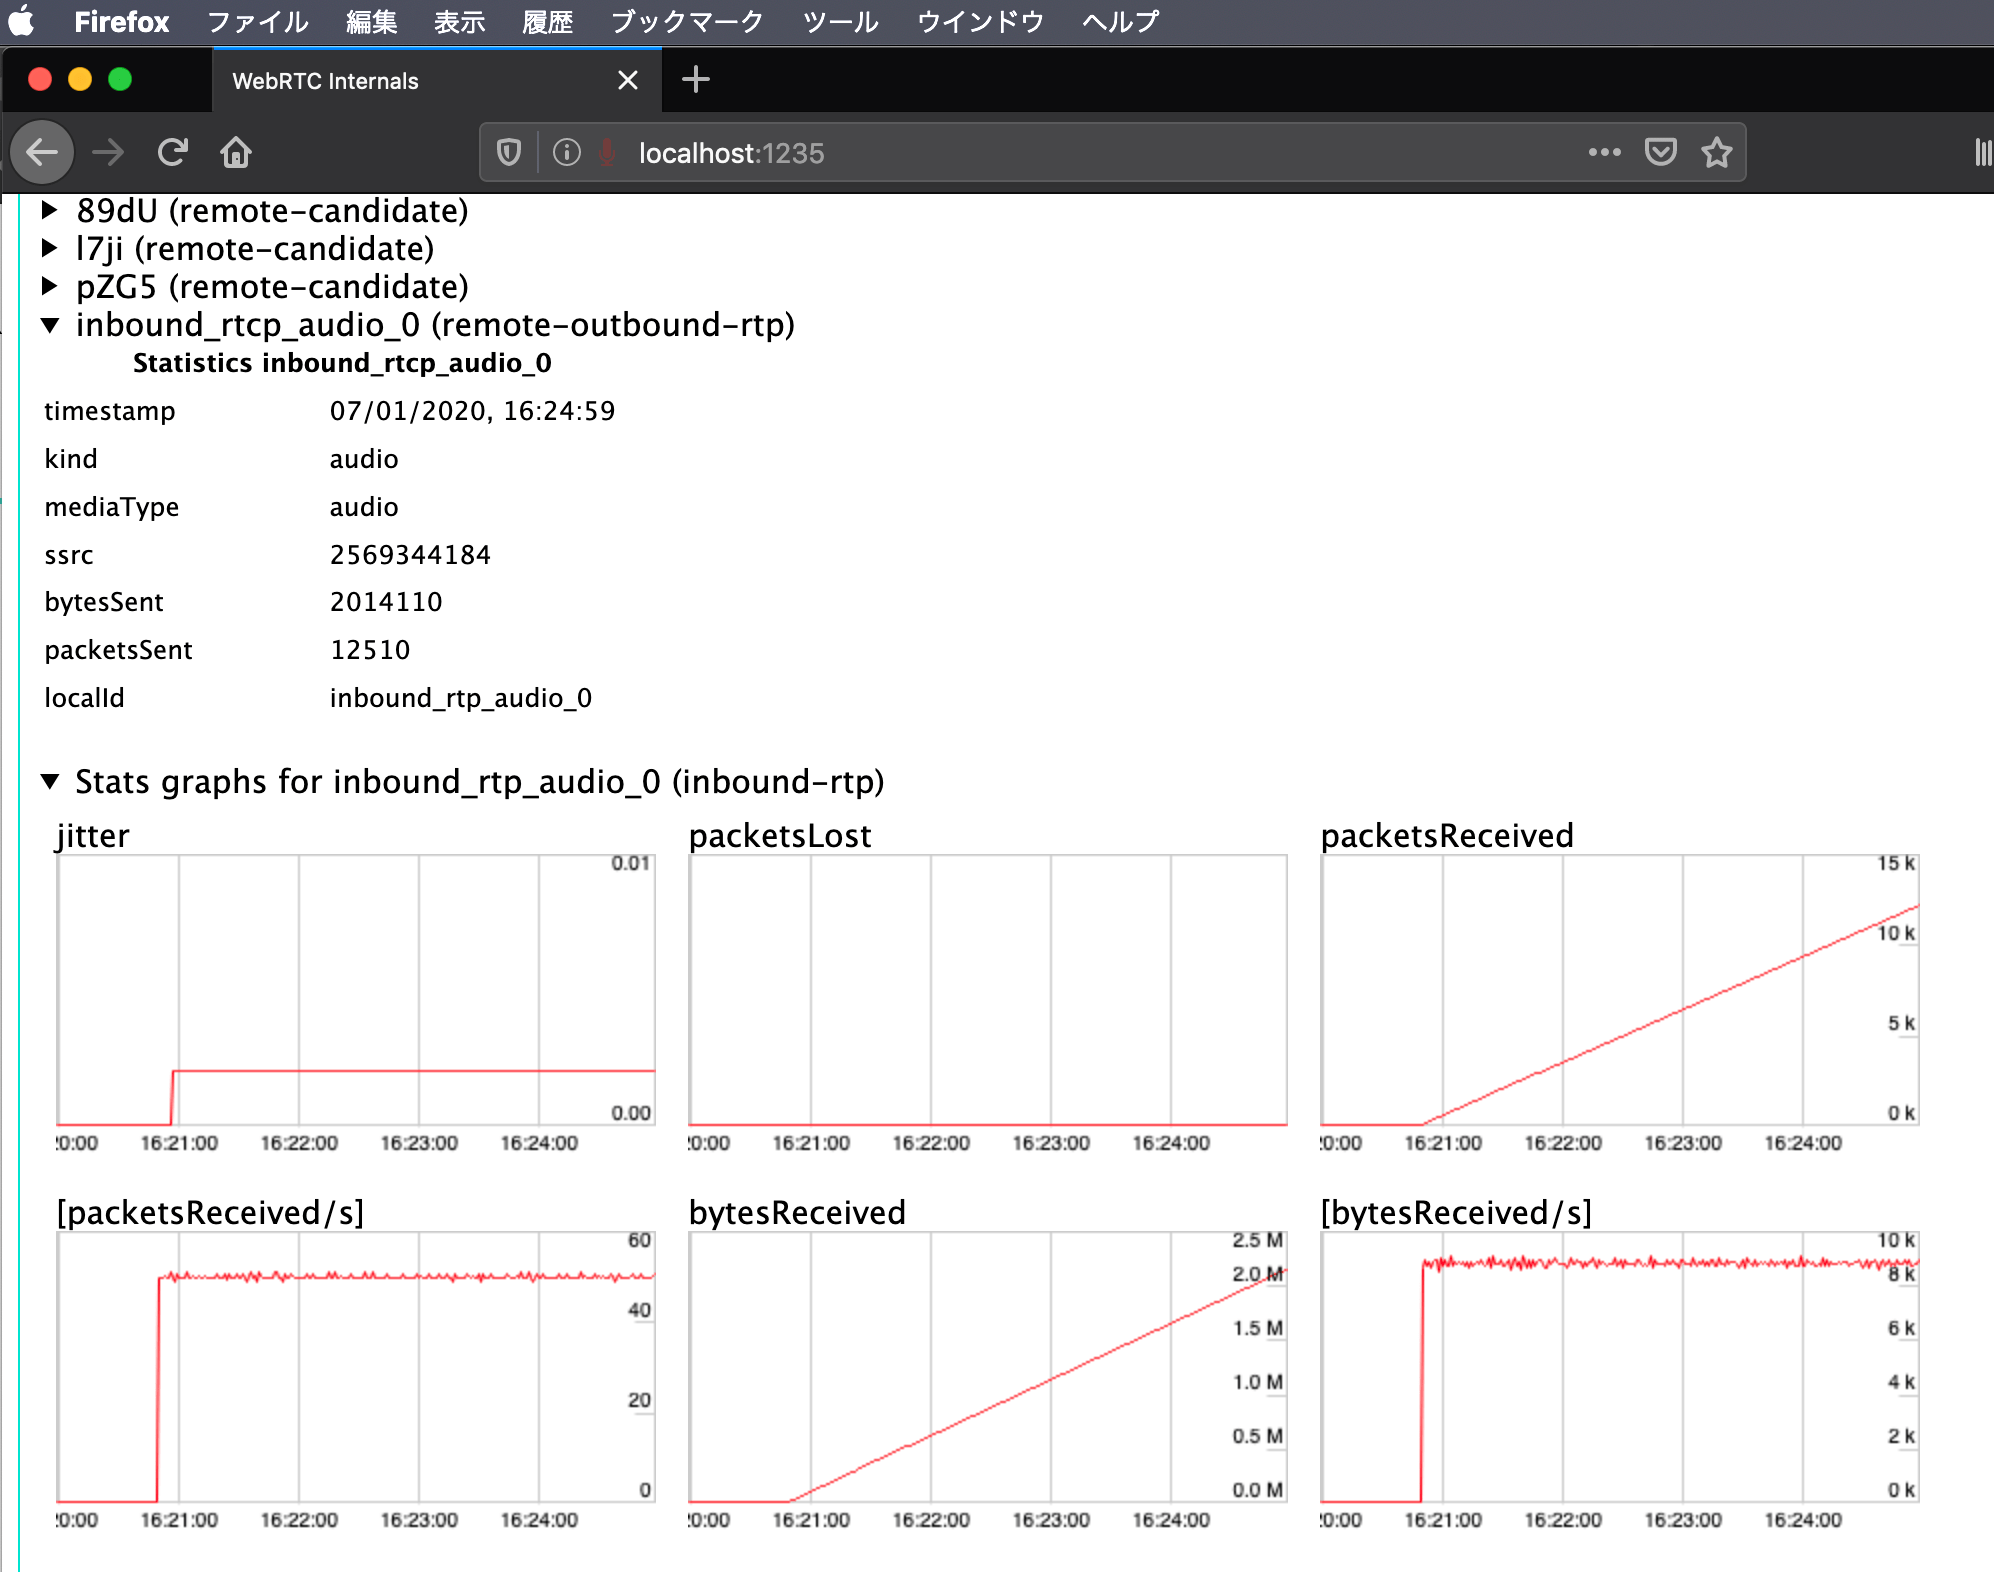 Firefox ファイル 編集 表示 履歴 ブックマーク ツール ウインドウ ヘルプ
WebRTC Internals
localhost:1235
89dU (remote-candidate)
l7ji (remote-candidate)
pZG5 (remote-candidate)
inbound_rtcp_audio_0 (remote-outbound-rtp)
Statistics inbound_rtcp_audio_0
timestamp 07/01/2020, 16:24:59
kind audio
mediaType audio
ssrc 2569344184
bytesSent 2014110
packetsSent 12510
localId inbound_rtp_audio_0
Stats graphs for inbound_rtp_audio_0 (inbound-rtp)
jitter
0.01
0.00
:20:00 16:21:00 16:22:00 16:23:00 16:24:00
packetsLost
:20:00 16:21:00 16:22:00 16:23:00 16:24:00
packetsReceived
15 k
10 k
5 k
0 k
:20:00 16:21:00 16:22:00 16:23:00 16:24:00
[packetsReceived/s]
60
40
20
0
:20:00 16:21:00 16:22:00 16:23:00 16:24:00
bytesReceived
2.5 M
2.0 M
1.5 M
1.0 M
0.5 M
0.0 M
:20:00 16:21:00 16:22:00 16:23:00 16:24:00
[bytesReceived/s]
10 k
8 k
6 k
4 k
2 k
0 k
:20:00 16:21:00 16:22:00 16:23:00 16:24:00